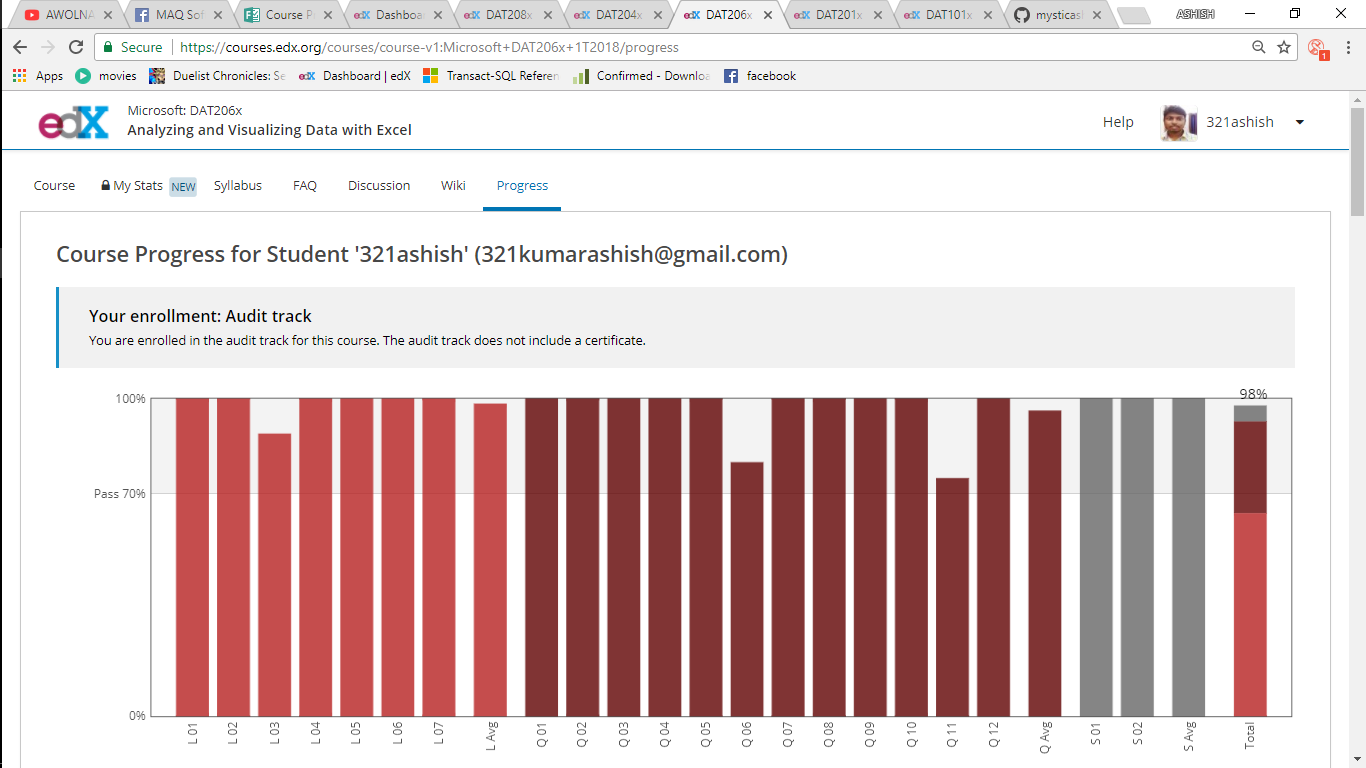 AWOLNA
MAQ Sof
Course P
Dashboa
DAT208x
DAT204x
DAT206x
DAT201x
DAT101x
mysticas
ASHISH
Secure
https://courses.edx.org/courses/course-v1:Microsoft+DAT206x+1T2018/progress
1
Apps
movies
Duelist Chronicles: Se
Dashboard | edX
Transact-SQL Referen
Confirmed - Downlo
facebook
edX
Microsoft: DAT206x
Analyzing and Visualizing Data with Excel
Help
321ashish
Course
My Stats
NEW
Syllabus
FAQ
Discussion
Wiki
Progress
Course Progress for Student '321ashish' (321kumarashish@gmail.com)
Your enrollment: Audit track
You are enrolled in the audit track for this course. The audit track does not include a certificate.
98%
100%
Pass 70%
0%
L 01
L 02
L 03
L 04
L 05
L 06
L 07
L Avg
Q 01
Q 02
Q 03
Q 04
Q 05
Q 06
Q 07
Q 08
Q 09
Q 10
Q 11
Q 12
Q Avg
S 01
S 02
S Avg
Total